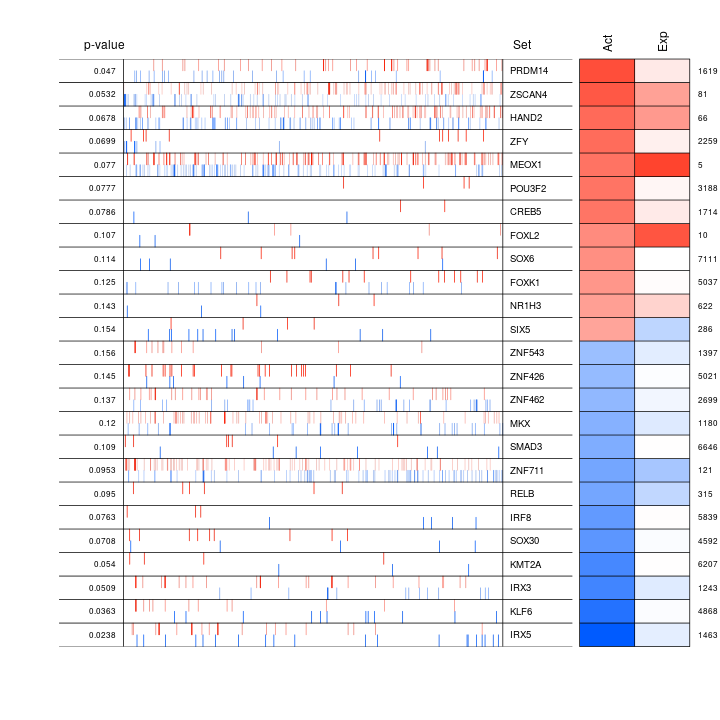 p-value Set Act Exp
0.047 PRDM14 1619
0.0532 ZSCAN4 81
0.0678 HAND2 66
0.0699 ZFY 2259
0.077 MEOX1 5
0.0777 POU3F2 3188
0.0786 CREB5 1714
0.107 FOXL2 10
0.114 SOX6 7111
0.125 FOXK1 5037
0.143 NR1H3 622
0.154 SIX5 286
0.156 ZNF543 1397
0.145 ZNF426 5021
0.137 ZNF462 2699
0.12 MKX 1180
0.109 SMAD3 6646
0.0953 ZNF711 121
0.095 RELB 315
0.0763 IRF8 5839
0.0708 SOX30 4592
0.054 KMT2A 6207
0.0509 IRX3 1243
0.0363 KLF6 4868
0.0238 IRX5 1463